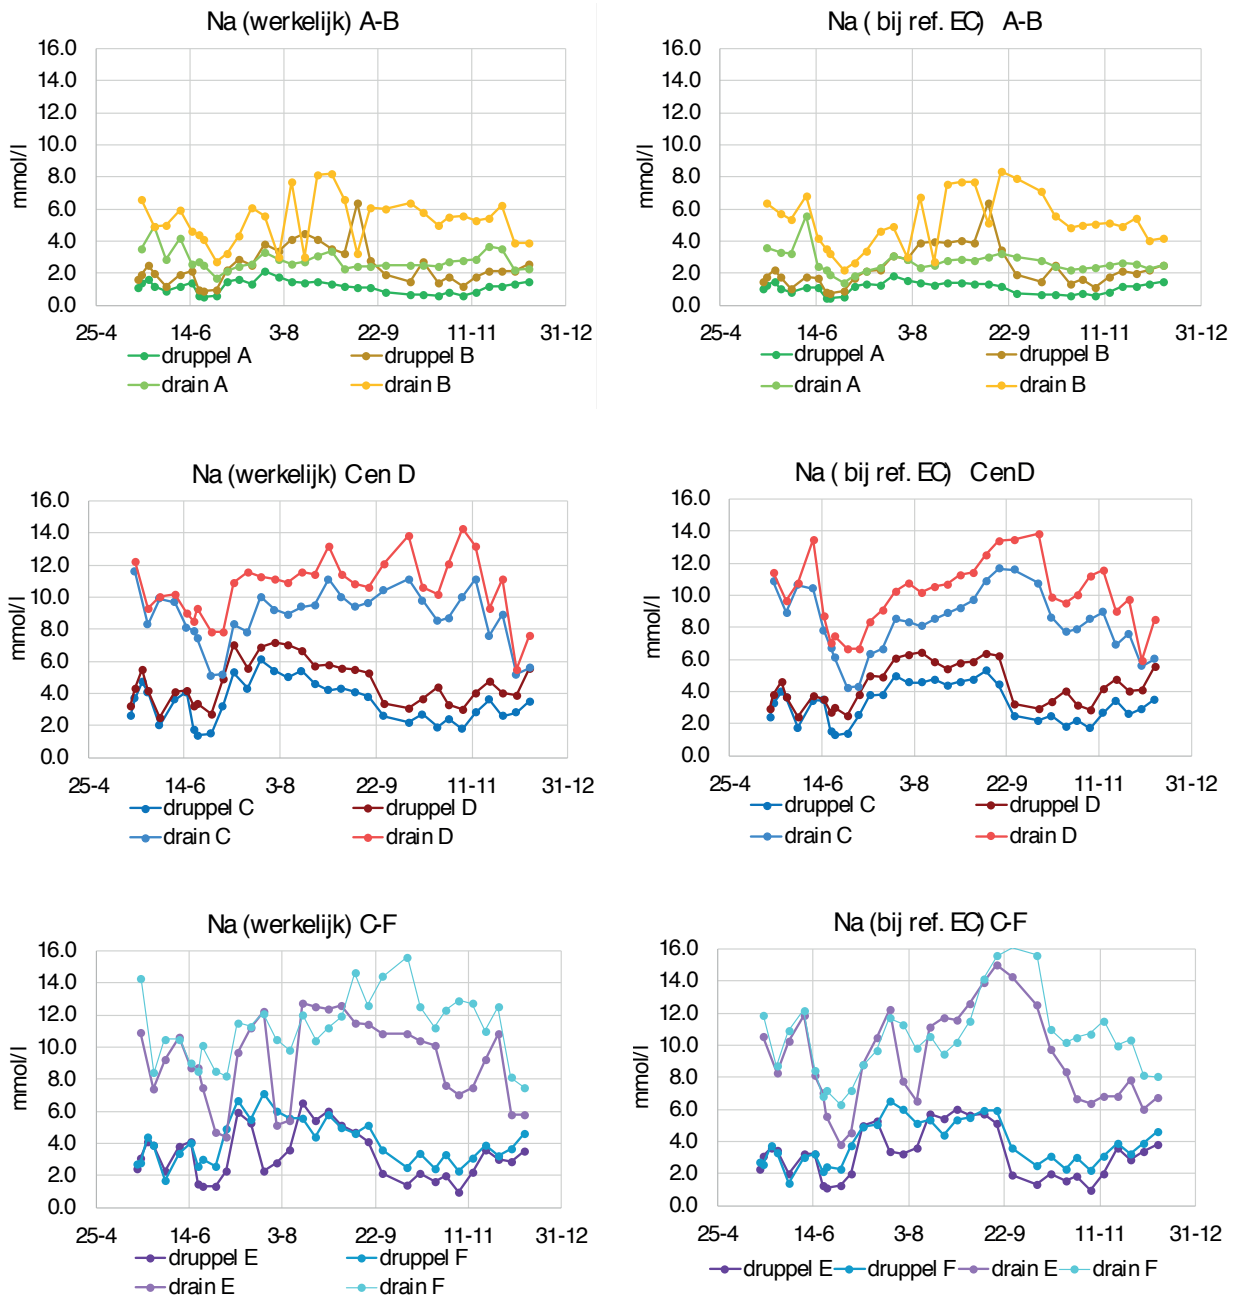 Na (werkelijk) A-B
16.0
14.0
12.0
10.0
8.0
6.0
4.0
2.0
0.0
mmol/l
25-4 14-6 3-8 22-9 11-11 31-12
druppel A druppel B
drain A drain B
Na ( bij ref. EC) A-B
16.0
14.0
12.0
10.0
8.0
6.0
4.0
2.0
0.0
mmol/l
25-4 14-6 3-8 22-9 11-11 31-12
druppel A druppel B
drain A drain B
Na (werkelijk) C en D
16.0
14.0
12.0
10.0
8.0
6.0
4.0
2.0
0.0
mmol/l
25-4 14-6 3-8 22-9 11-11 31-12
druppel C druppel D
drain C drain D
Na ( bij ref. EC) C en D
16.0
14.0
12.0
10.0
8.0
6.0
4.0
2.0
0.0
mmol/l
25-4 14-6 3-8 22-9 11-11 31-12
druppel C druppel D
drain C drain D
Na (werkelijk) C-F
16.0
14.0
12.0
10.0
8.0
6.0
4.0
2.0
0.0
mmol/l
25-4 14-6 3-8 22-9 11-11 31-12
druppel E druppel F
drain E drain F
Na (bij ref. EC) C-F
16.0
14.0
12.0
10.0
8.0
6.0
4.0
2.0
0.0
mmol/l
25-4 14-6 3-8 22-9 11-11 31-12
druppel E druppel F drain E drain F